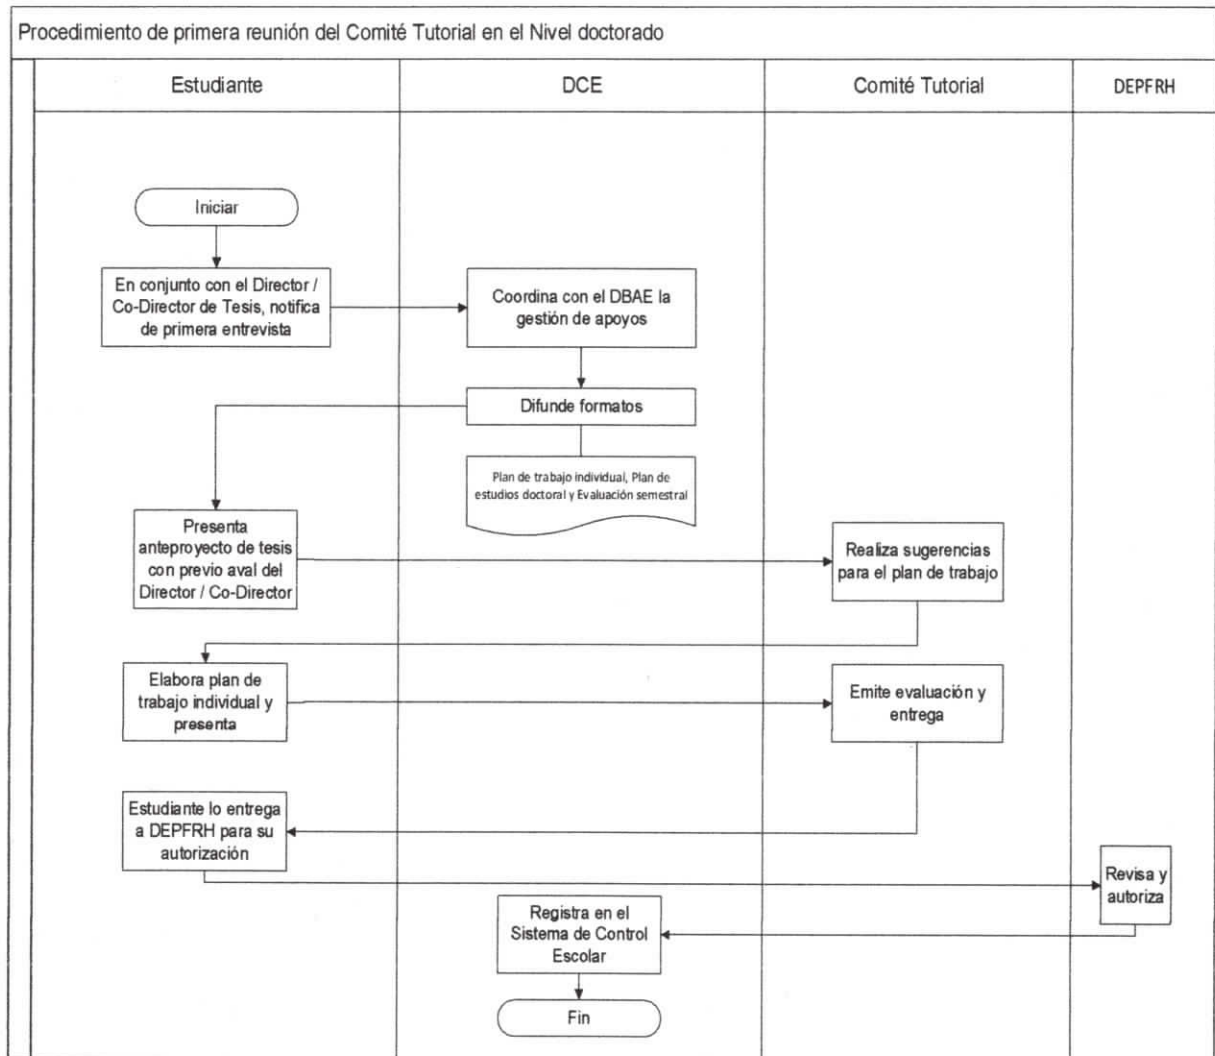 Procedimiento de primera reunión del Comité Tutorial en el Nivel doctorado
Estudiante
DCE
Comité Tutorial
DEPFRH
Iniciar
En conjunto con el Director /
Co-Director de Tesis, notifica
de primera entrevista
Coordina con el DBAE la
gestión de apoyos
Difunde formatos
Plan de trabajo individual, Plan de
estudios doctoral y Evaluación semestral
Presenta
anteproyecto de tesis
con previo aval del
Director / Co-Director
Realiza sugerencias
para el plan de trabajo
Elabora plan de
trabajo individual y
presenta
Emite evaluación y
entrega
Estudiante lo entrega
a DEPFRH para su
autorización
Revisa y
autoriza
Registra en el
Sistema de Control
Escolar
Fin